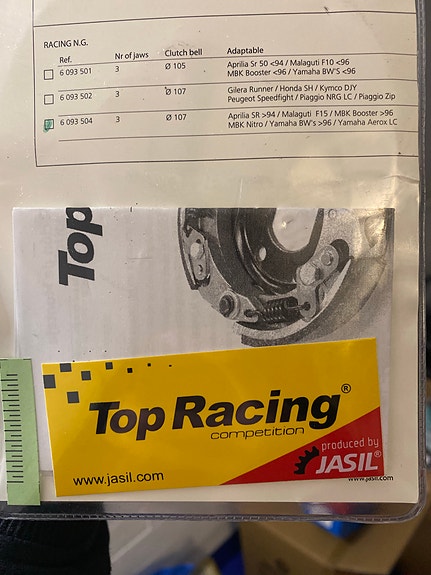 RACING N.G.
Ref. Nr of jaws Clutch bell Adaptable
6 093 501 3 Ø 105 Aprilia Sr 50 <94 / Malaguti F10 <96
MBK Booster <96 / Yamaha BW'S <96
6 093 502 3 Ø 107 Gilera Runner / Honda SH / Kymco DJY
Peugeot Speedfight / Piaggio NRG LC / Piaggio Zip
6 093 504 3 Ø 107 Aprilia SR >94 / Malaguti F15 / MBK Booster >96
MBK Nitro / Yamaha BW's >96 / Yamaha Aerox LC
Top
Top Racing®
competition
produced by
JASIL®
www.jasil.com
www.jasil.com